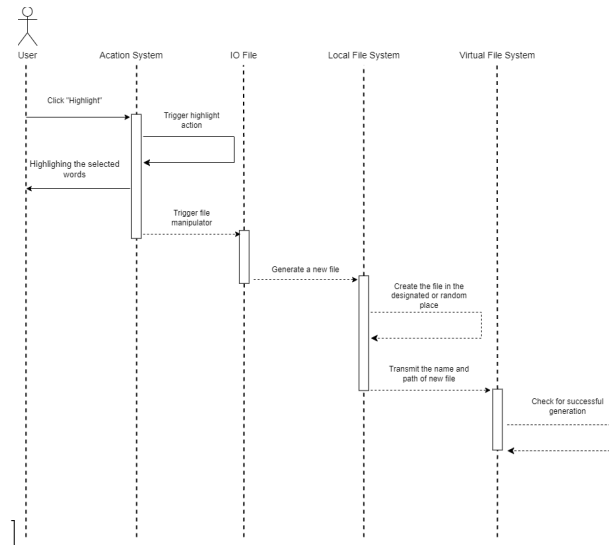 User
Acation System
IO File
Local File System
Virtual File System
Click "Highlight"
Trigger highlight
action
Highlighing the selected
words
Trigger file
manipulator
Generate a new file
Create the file in the
designated or random
place
Transmit the name and
path of new file
Check for successful
generation